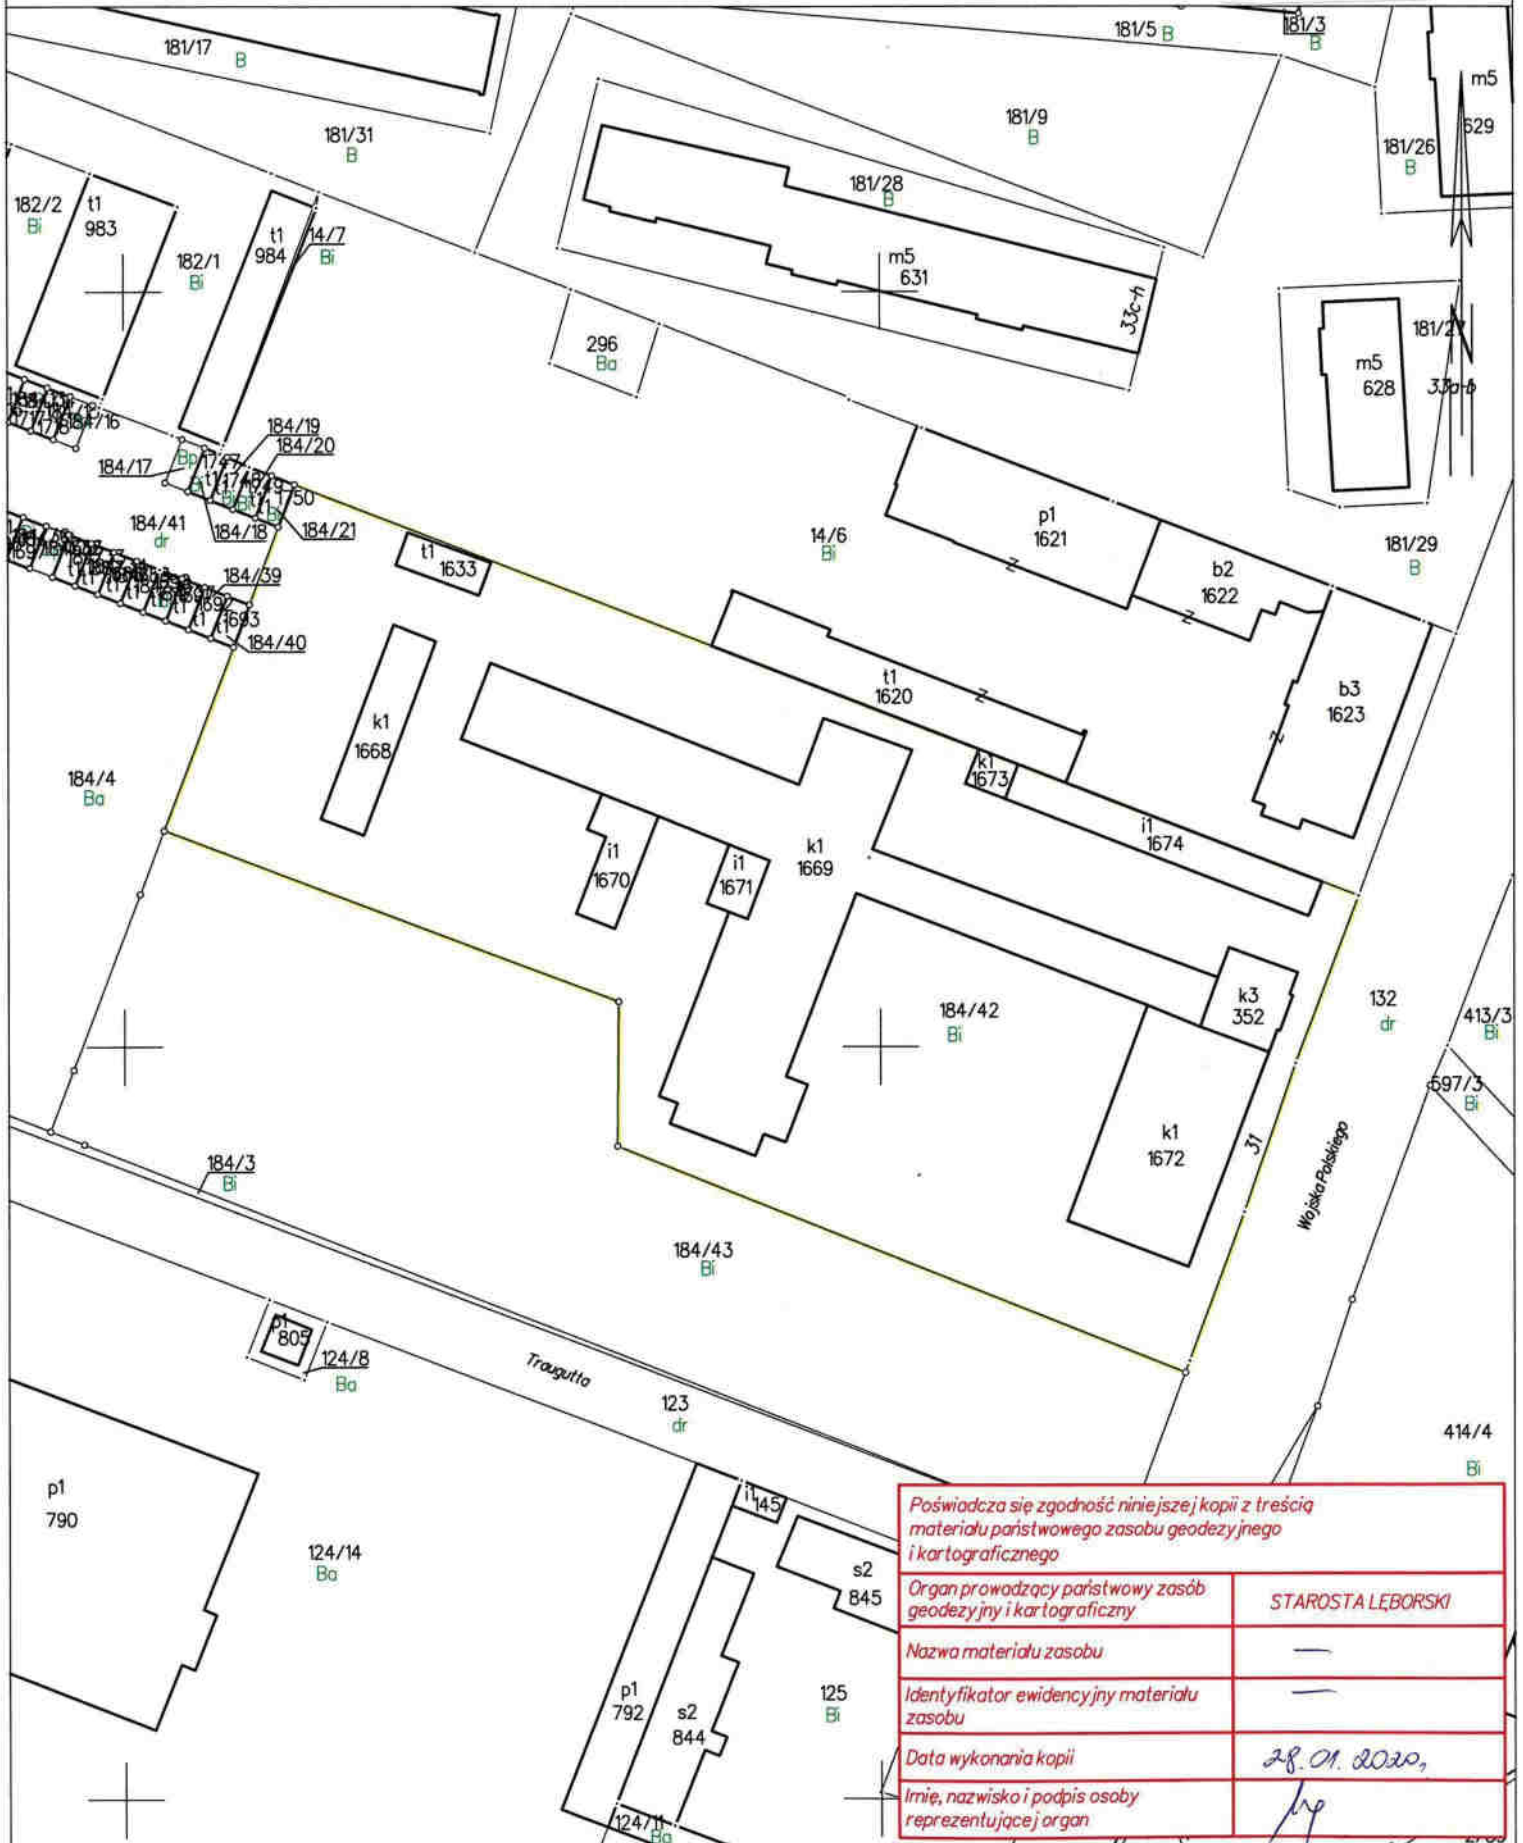 181/17
B
181/5 B
181/3
B
m5
629
181/31
B
181/9
B
181/26
B
181/28
B
182/2
Bi
t1
983
182/1
Bi
t1
984
14/7
Bi
m5
631
33c-h
181/27
m5
628
33a-b
296
Ba
184/16
184/19
184/20
184/17
Bp
1747
t1
1750
184/18
184/21
184/41
dr
t1
1633
14/6
Bi
p1
1621
b2
1622
181/29
B
184/39
1692
1693
t1
184/40
k1
1668
t1
1620
b3
1623
184/4
Ba
k1
1673
i1
1674
i1
1670
i1
1671
k1
1669
184/42
Bi
k3
352
132
dr
413/3
Bi
597/3
Bi
k1
1672
31
Wojska Polskiego
184/3
Bi
184/43
Bi
p1
805
124/8
Ba
Traugutta
123
dr
414/4
Bi
p1
790
124/14
Ba
i1
145
s2
845
p1
792
s2
844
125
Bi
124/11
Ba
Poświadcza się zgodność niniejszej kopii z treścią
materiału państwowego zasobu geodezyjnego
i kartograficznego
Organ prowadzący państwowy zasób
geodezyjny i kartograficzny
STAROSTA LĘBORSKI
Nazwa materiału zasobu
—
Identyfikator ewidencyjny materiału
zasobu
—
Data wykonania kopii
28.01.2020,
Imię, nazwisko i podpis osoby
reprezentującej organ